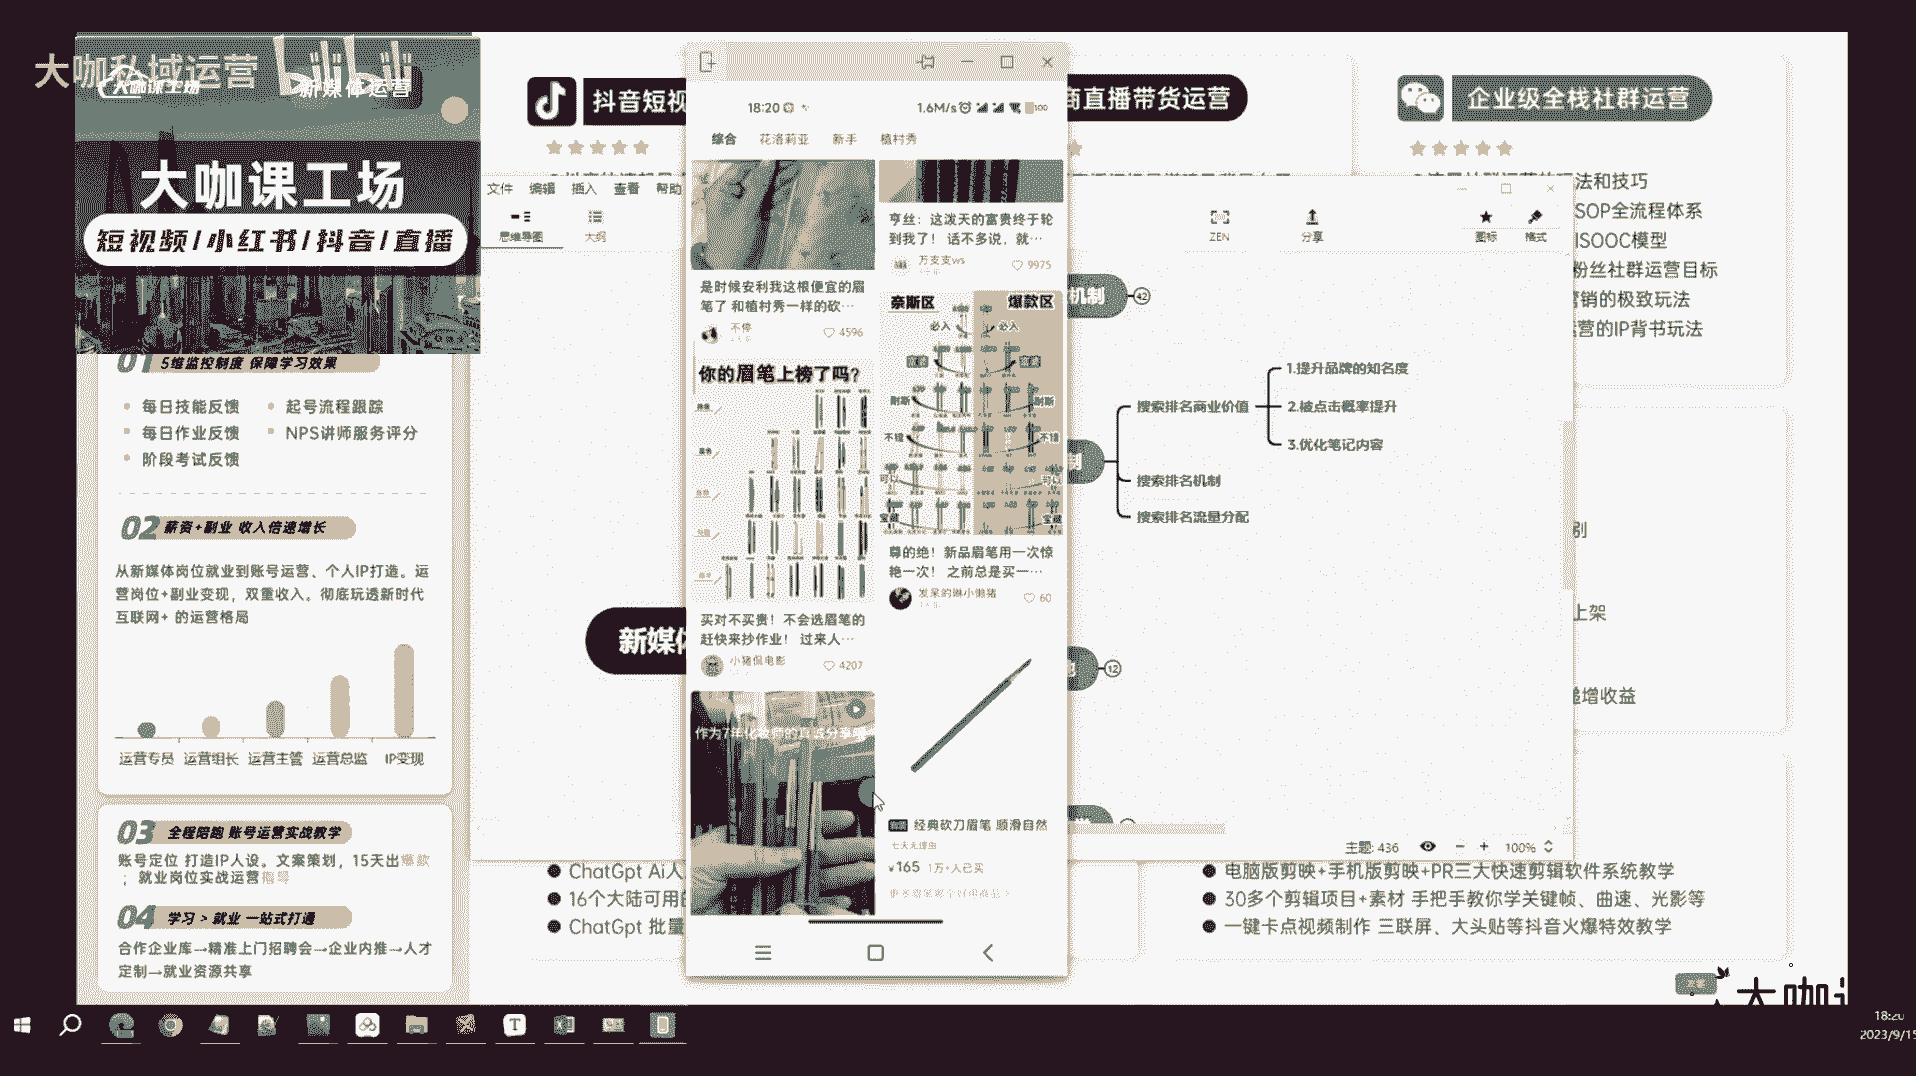 大咖私域运营
bilibili
大咖课工场
新媒体运营
大咖课工场
短视频/小红书/抖音/直播
01 5维监控制度 保障学习效果
每日技能反馈
起号流程跟踪
每日作业反馈
NPS讲师服务评分
阶段考试反馈
02 薪资+副业 收入倍速增长
从新媒体岗位就业到账号运营、个人IP打造。运
营岗位+副业变现，双重收入。彻底玩透新时代
互联网+ 的运营格局
运营专员 运营组长 运营主管 运营总监 IP变现
03 全程陪跑 账号运营实战教学
账号定位 打造IP人设。文案策划，15天出爆款
；就业岗位实战运营指导
04 学习 > 就业 一站式打通
合作企业库→精准上门招聘会→企业内推→人才
定制→就业资源共享
抖音短视
商直播带货运营
企业级全栈社群运营
法和技巧
SOP全流程体系
ISOOC模型
粉丝社群运营目标
营销的极致玩法
运营的IP背书玩法
文件 编辑 插入 查看 帮助
思维导图 大纲
ZEN 分享 图标 格式
18:20
1.6M/s
100
综合 花洛莉亚 新手 植村秀
是时候安利我这根便宜的眉
笔了 和植村秀一样的砍…
不停
4596
亨丝：这泼天的富贵终于轮
到我了！ 话不多说，就…
万支支ws
9975
你的眉笔上榜了吗?
买对不买贵！不会选眉笔的
赶快来抄作业！ 过来人…
小猪侃电影
4207
奈斯区
爆款区
必入
必入
耐斯
耐斯
不错
不错
可以
可以
宝藏
宝藏
尊的绝！新品眉笔用一次惊
艳一次！ 之前总是买一…
发呆的琳小懒猪
60
作为7年化妆师的真诚分享哦
经典砍刀眉笔 顺滑自然
¥165 1万+人已买
机制
42
制
搜索排名商业价值
1.提升品牌的知名度
2.被点击概率提升
3.优化笔记内容
搜索排名机制
搜索排名流量分配
新媒体
12
别
上架
递增收益
主题: 436
100%
ChatGpt Ai人
16个大陆可用的
ChatGpt 批量
电脑版剪映+手机版剪映+PR三大快速剪辑软件系统教学
30多个剪辑项目+素材 手把手教你学关键帧、曲速、光影等
一键卡点视频制作 三联屏、大头贴等抖音火爆特效教学
大咖
18:20
2023/9/15